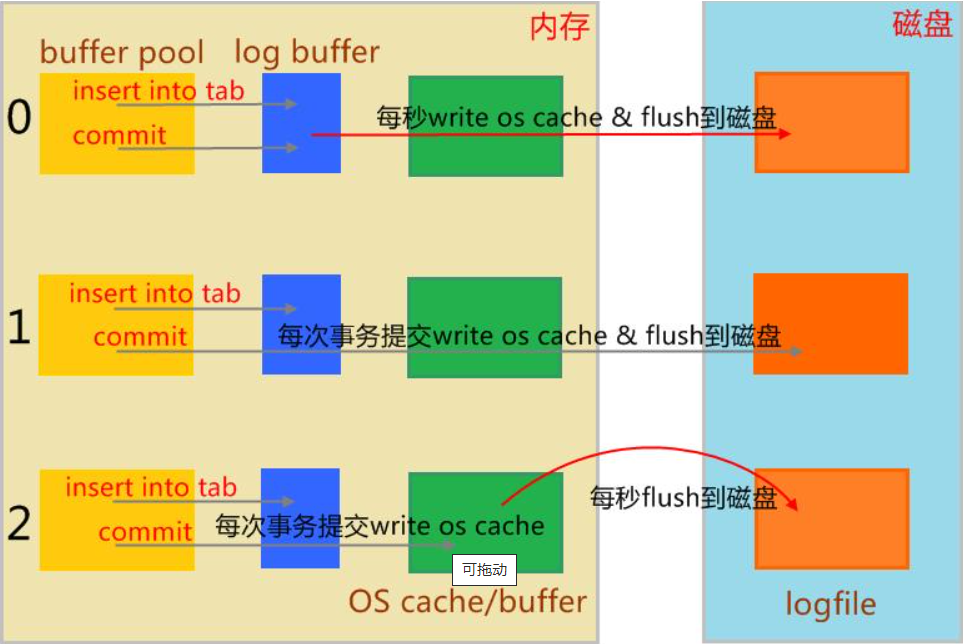 内存
磁盘
buffer pool
log buffer
0
insert into tab
commit
每秒write os cache & flush到磁盘
1
insert into tab
commit
每次事务提交write os cache & flush到磁盘
2
insert into tab
commit
每次事务提交write os cache
每秒flush到磁盘
可拖动
OS cache/buffer
logfile